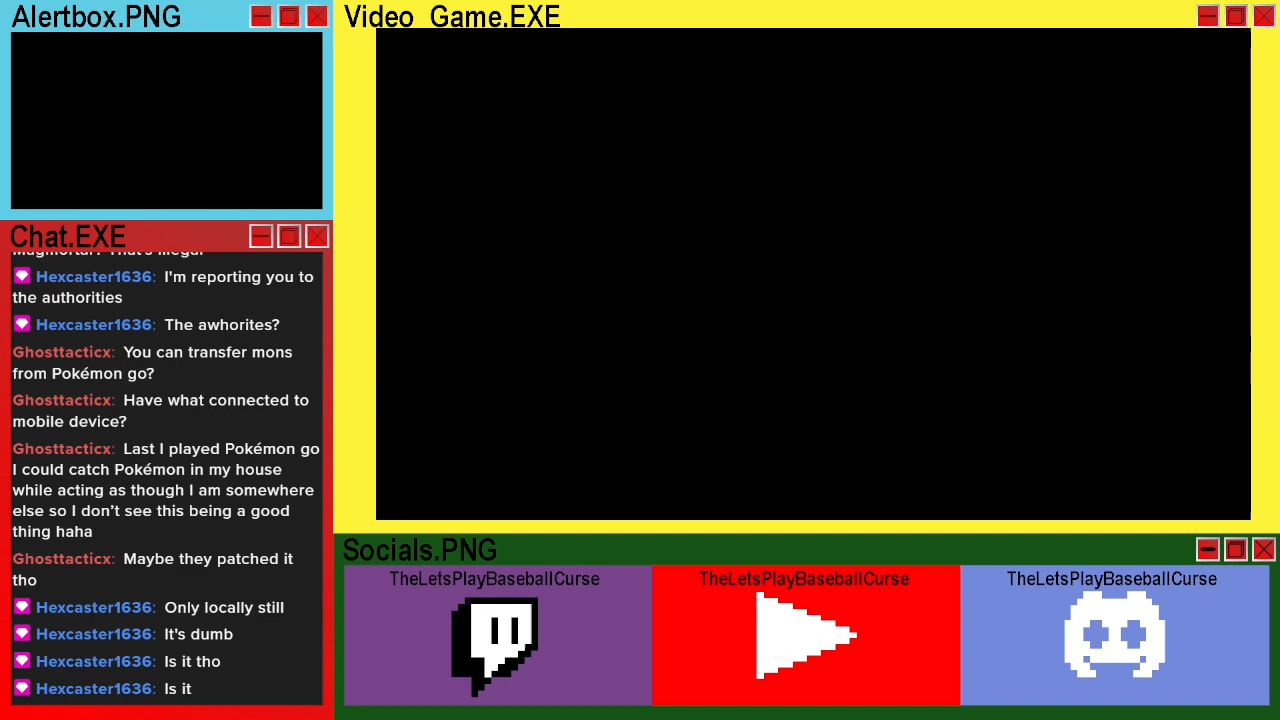 Alertbox.PNG
Video Game.EXE
Chat.EXE
Magmortar? That's illegal
Hexcaster1636: I'm reporting you to
the authorities
Hexcaster1636: The awhorites?
Ghosttacticx: You can transfer mons
from Pokémon go?
Ghosttacticx: Have what connected to
mobile device?
Ghosttacticx: Last I played Pokémon go
I could catch Pokémon in my house
while acting as though I am somewhere
else so I don't see this being a good
thing haha
Ghosttacticx: Maybe they patched it
tho
Hexcaster1636: Only locally still
Hexcaster1636: It's dumb
Hexcaster1636: Is it tho
Hexcaster1636: Is it
Socials.PNG
TheLetsPlayBaseballCurse
TheLetsPlayBaseballCurse
TheLetsPlayBaseballCurse